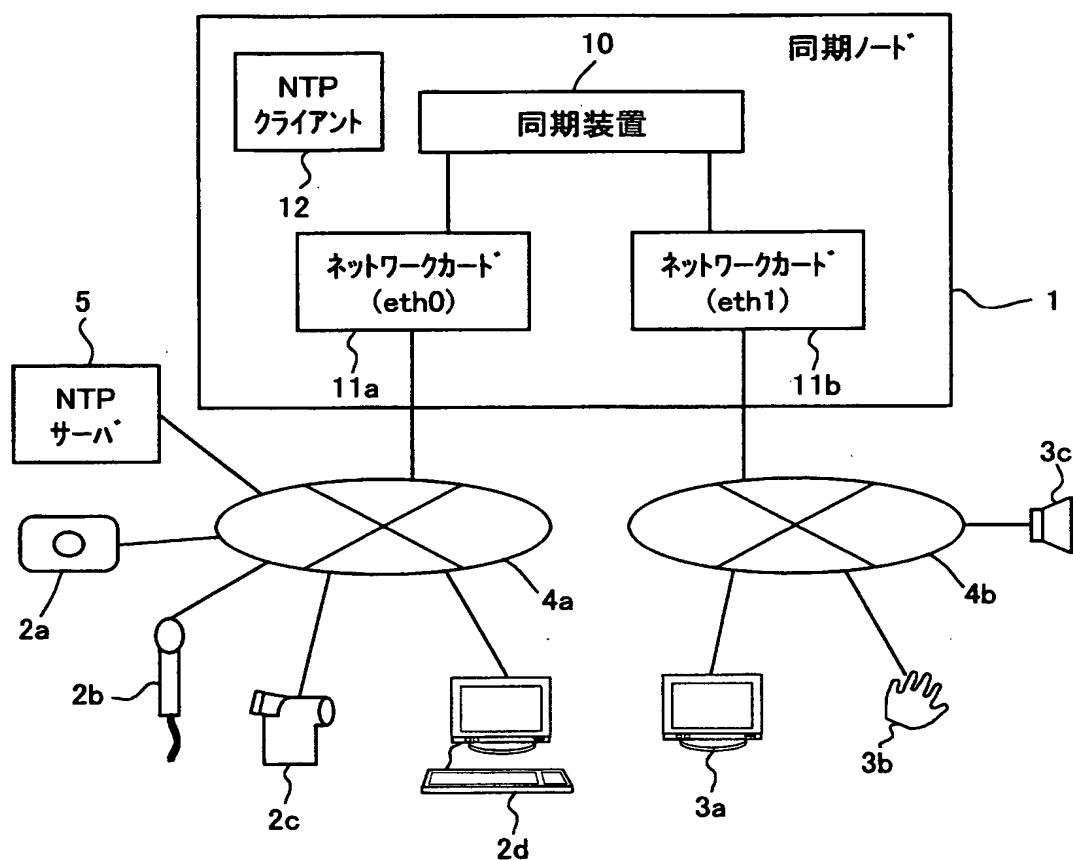 10
同期ノード
NTP
クライアント
同期装置
12
ネットワークカード
(eth0)
ネットワークカード
(eth1)
5
1
11a
11b
NTP
サーバ
3c
2a
4a
4b
2b
3b
2c
3a
2d